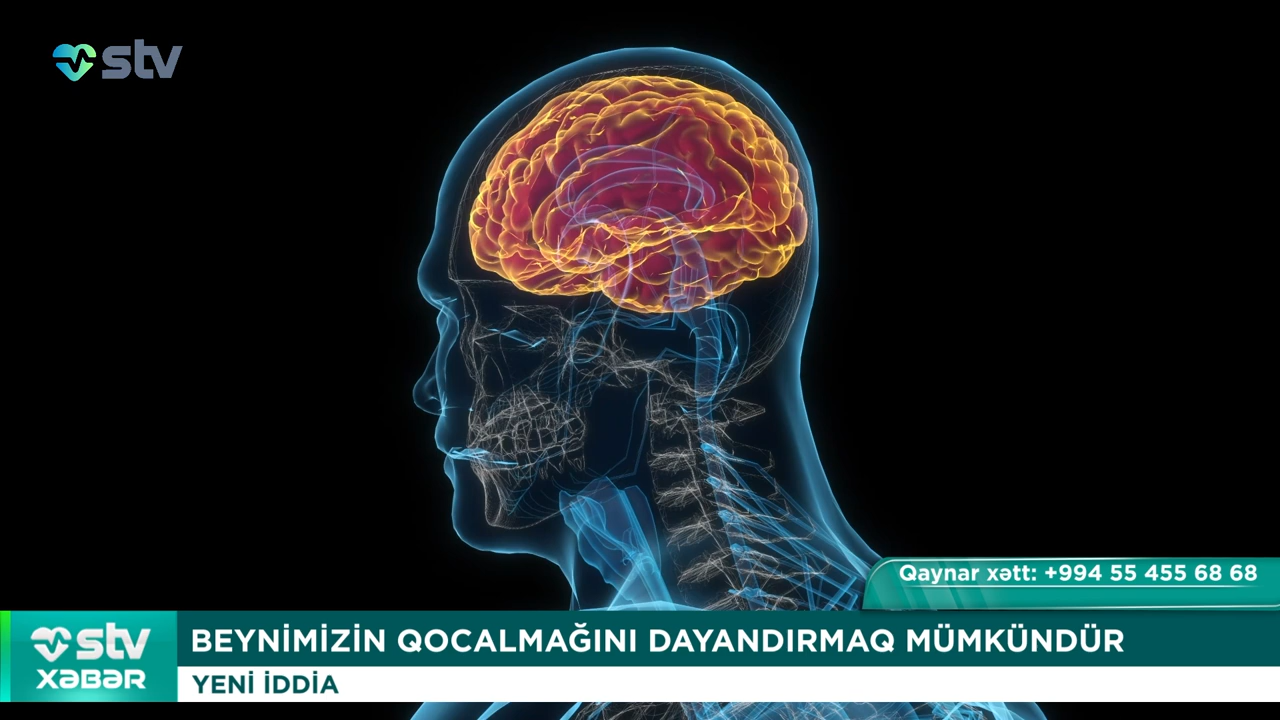 stv
Qaynar xətt: +994 55 455 68 68
stv
XƏBƏR
BEYNİMİZİN QOCALMAĞINI DAYANDIRMAQ MÜMKÜNDÜR
YENİ İDDİA